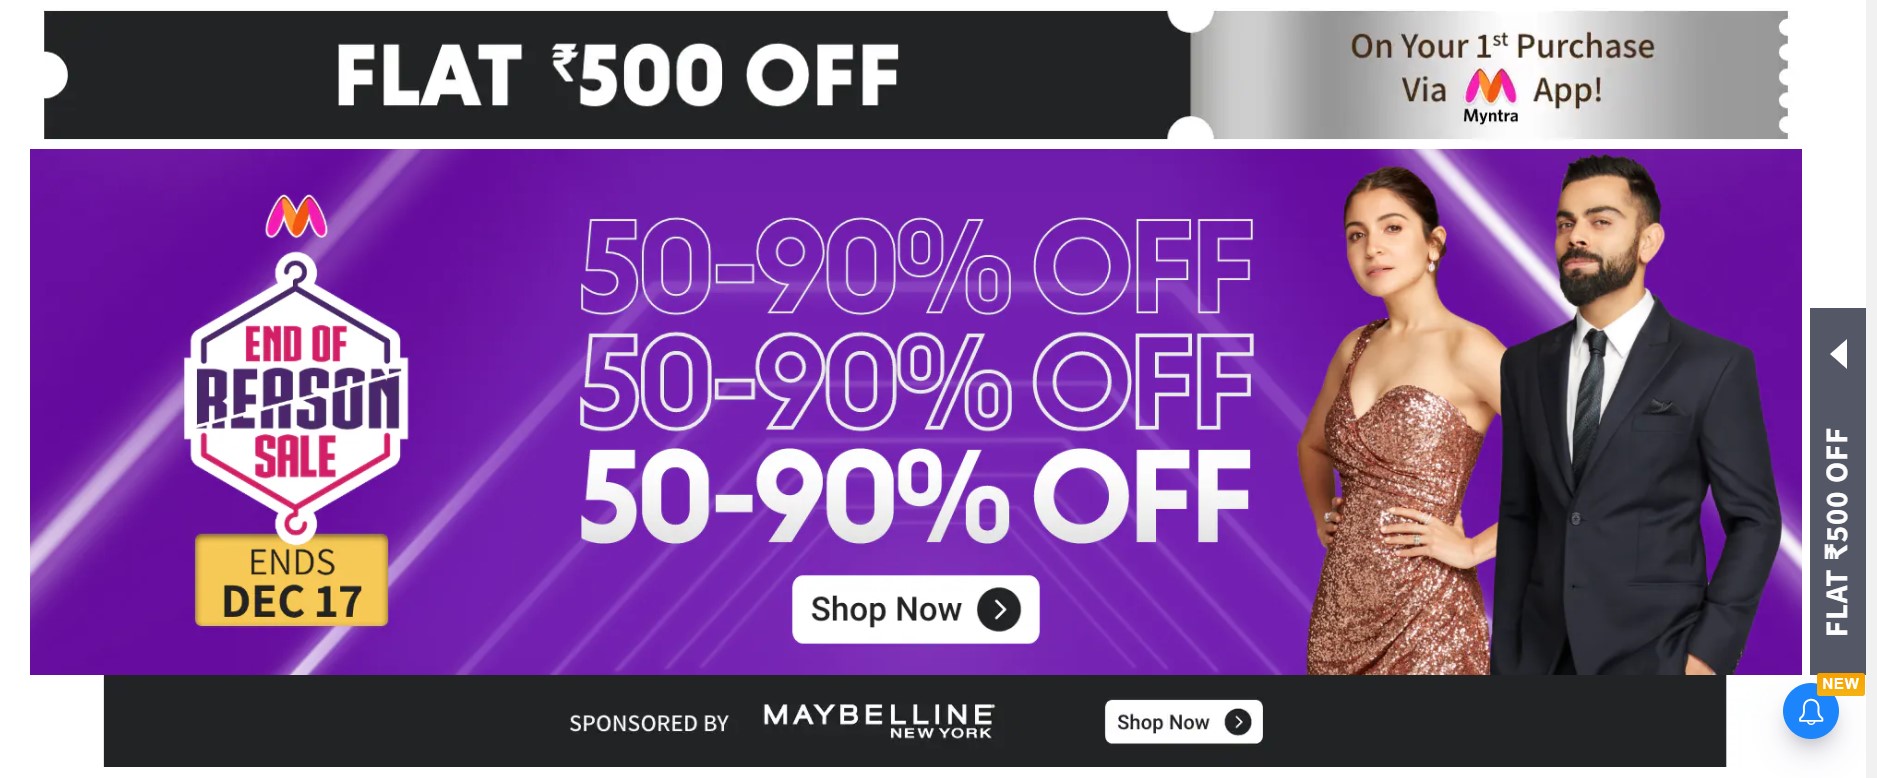 FLAT ₹500 OFF
On Your 1st Purchase
Via Myntra App!
50-90% OFF
50-90% OFF
50-90% OFF
END OF
REASON
SALE
ENDS
DEC 17
Shop Now
FLAT ₹500 OFF
NEW
SPONSORED BY MAYBELLINE
NEW YORK
Shop Now